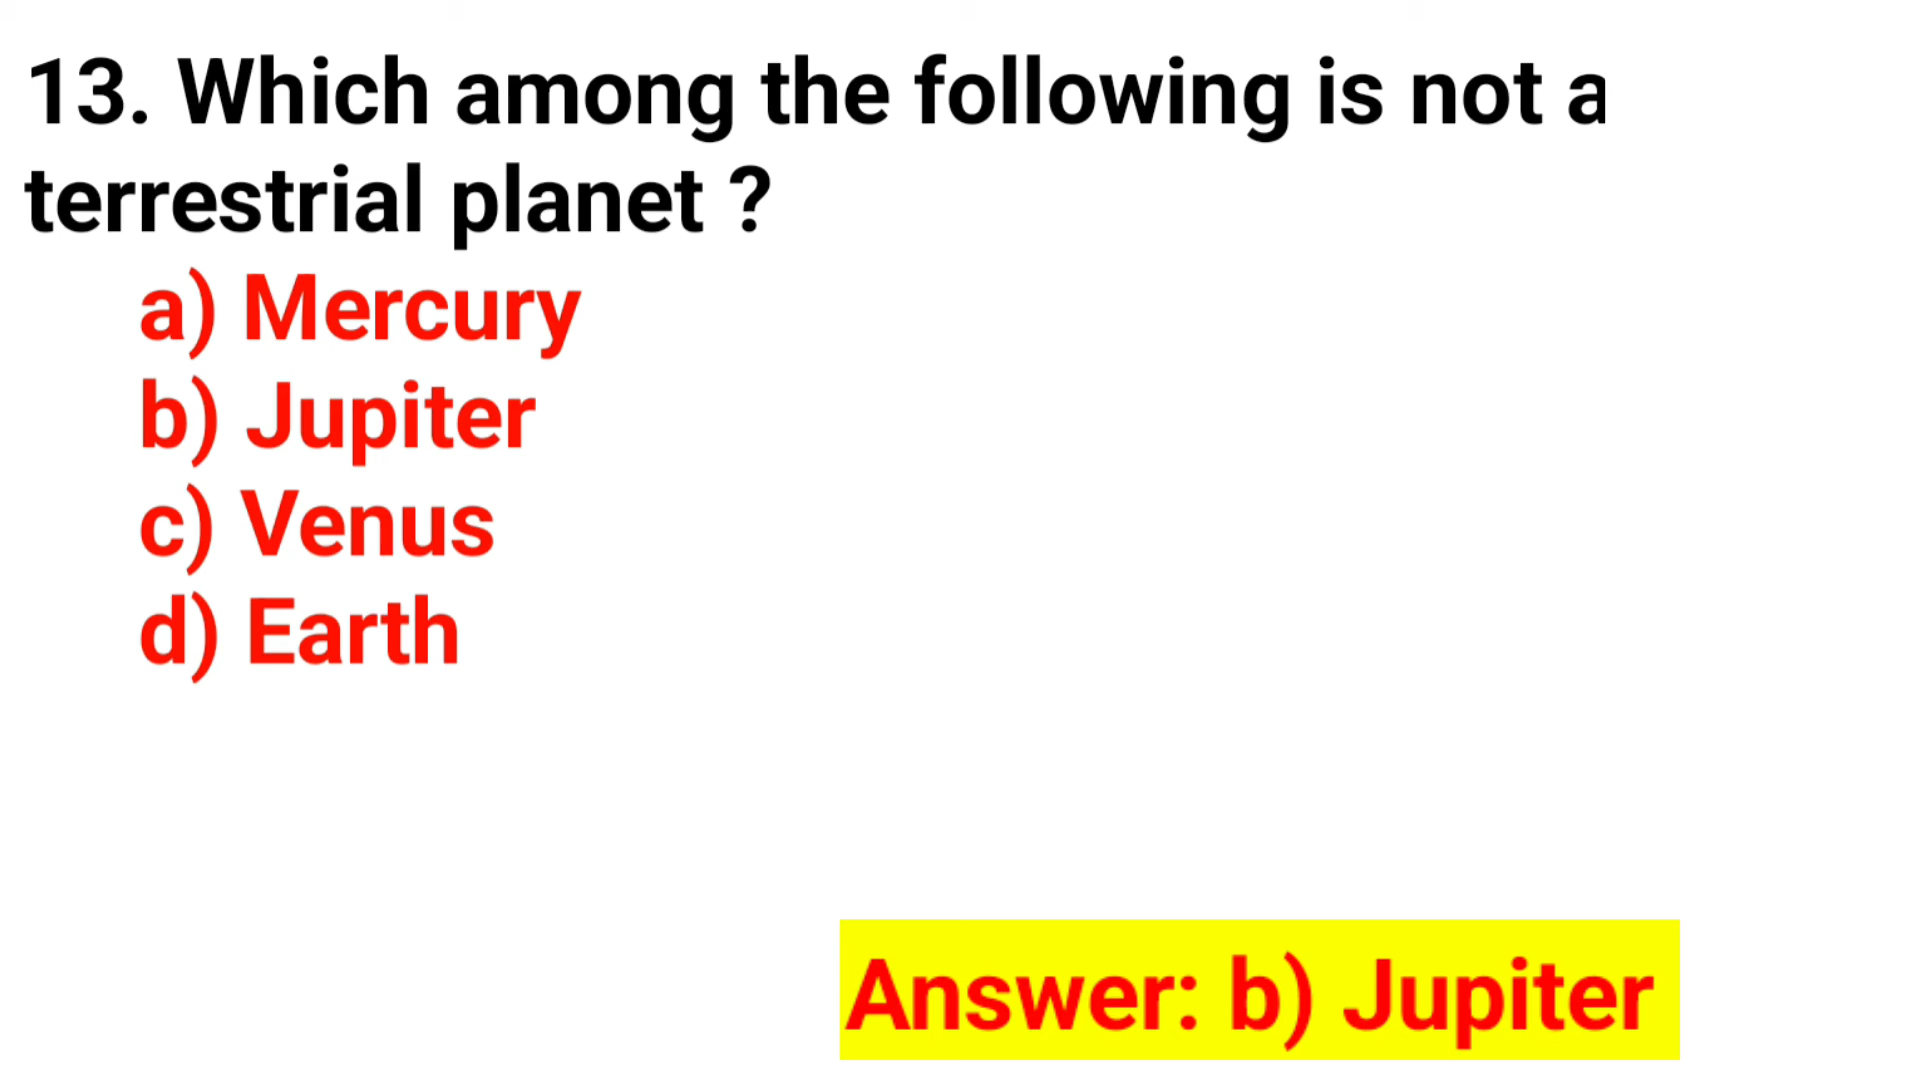 13. Which among the following is not a
terrestrial planet ?
a) Mercury
b) Jupiter
c) Venus
d) Earth
Answer: b) Jupiter